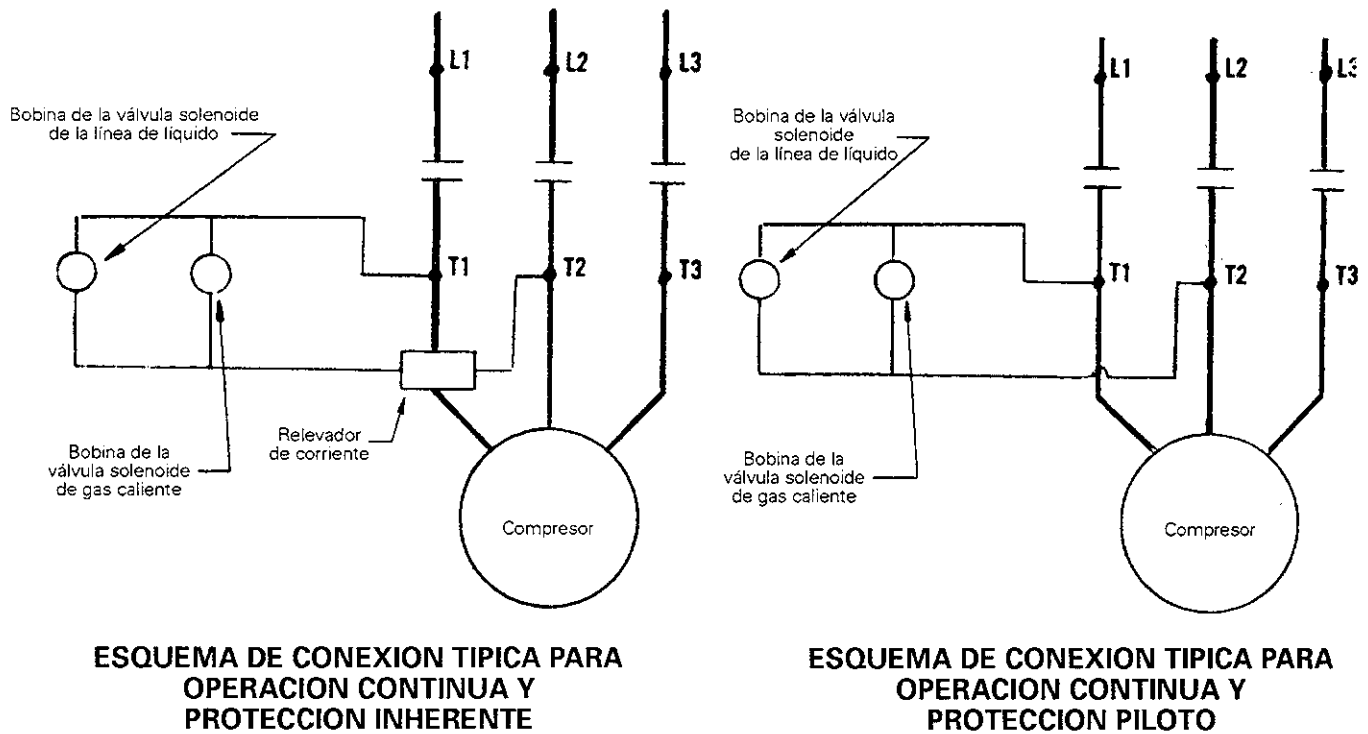 L1
L2
L3
Bobina de la válvula solenoide
de la línea de líquido
T1
T2
T3
Bobina de la
válvula solenoide
de gas caliente
Relevador
de corriente
Compresor
ESQUEMA DE CONEXION TIPICA PARA
OPERACION CONTINUA Y
PROTECCION INHERENTE
L1
L2
L3
Bobina de la válvula
solenoide
de la línea de líquido
T1
T2
T3
Bobina de la
válvula solenoide
de gas caliente
Compresor
ESQUEMA DE CONEXION TIPICA PARA
OPERACION CONTINUA Y
PROTECCION PILOTO